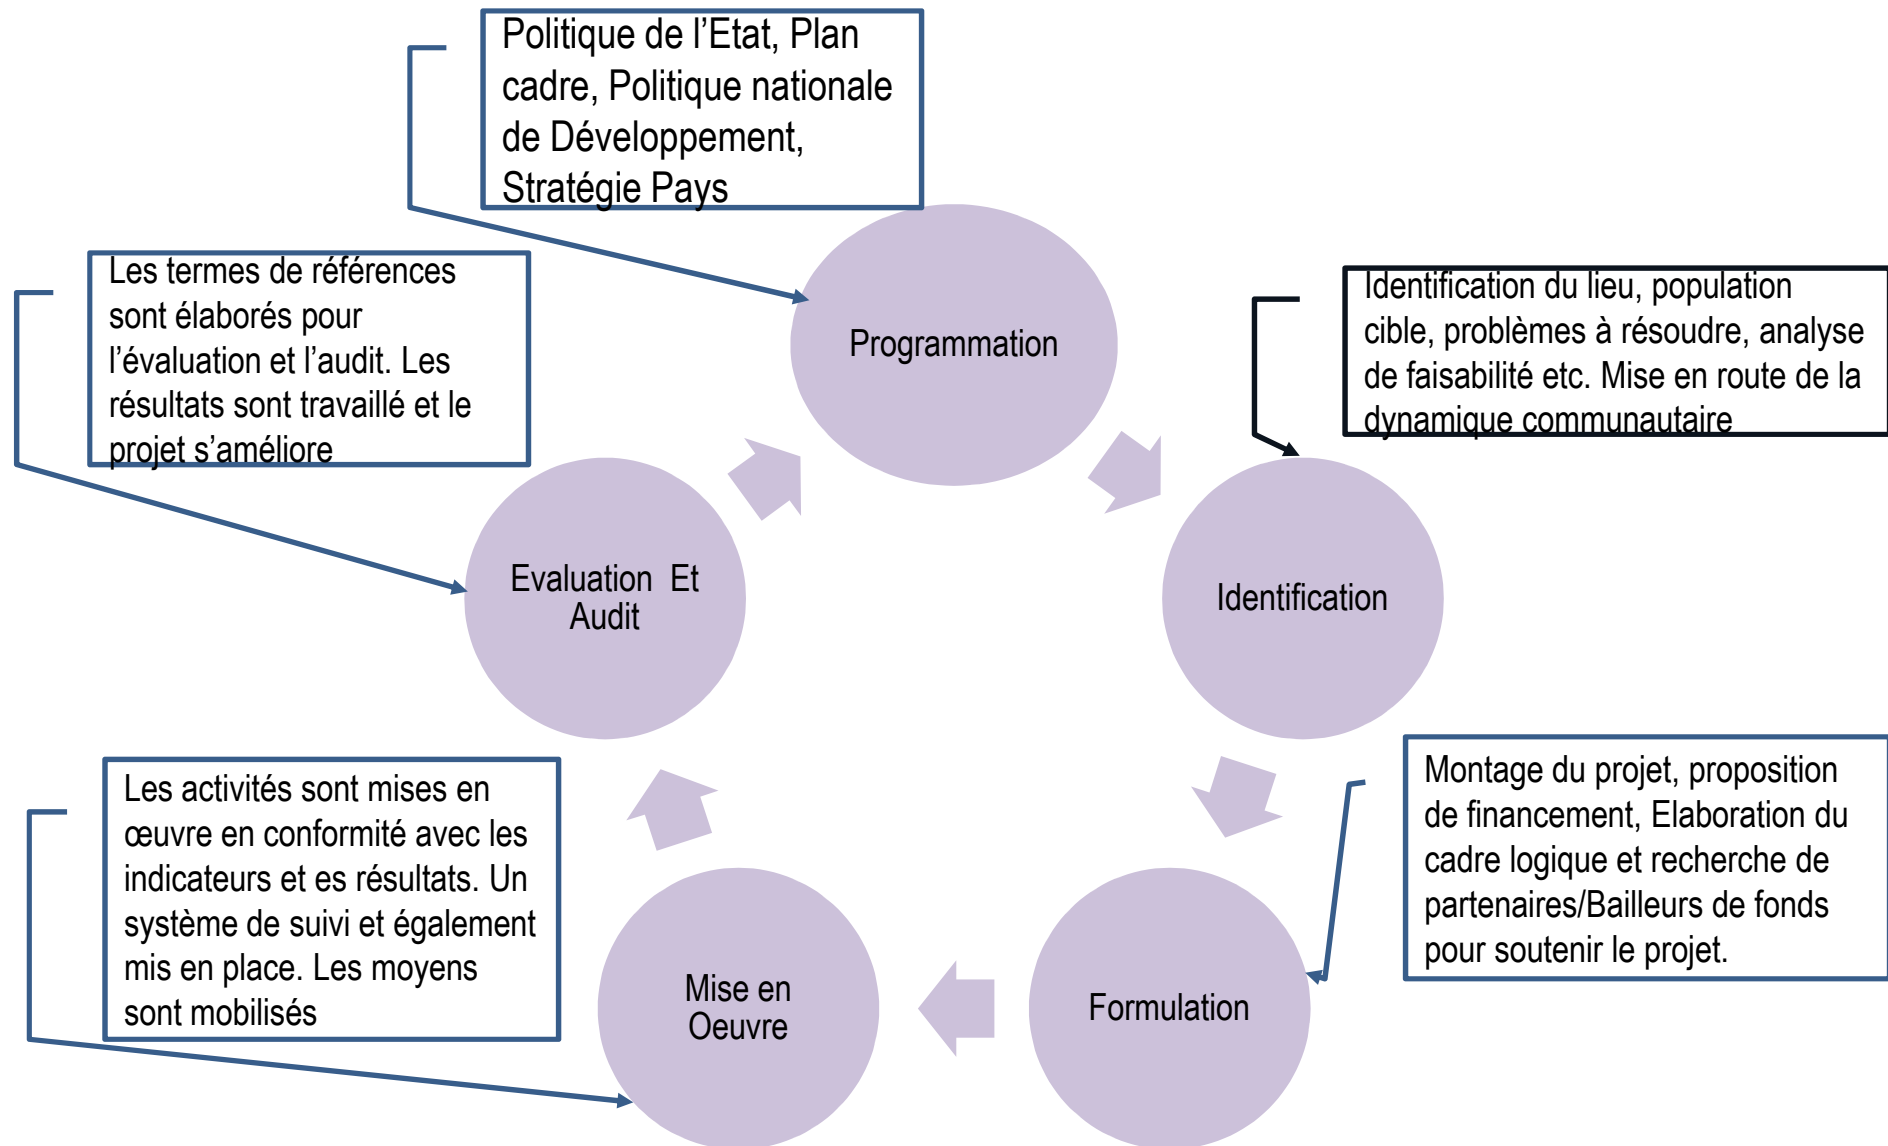 Politique de l’Etat, Plan
cadre, Politique nationale
de Développement,
Stratégie Pays
Programmation
Identification du lieu, population
cible, problèmes à résoudre, analyse
de faisabilité etc. Mise en route de la
dynamique communautaire
Identification
Montage du projet, proposition
de financement, Elaboration du
cadre logique et recherche de
partenaires/Bailleurs de fonds
pour soutenir le projet.
Formulation
Les activités sont mises en
œuvre en conformité avec les
indicateurs et es résultats. Un
système de suivi et également
mis en place. Les moyens
sont mobilisés
Mise en
Oeuvre
Les termes de références
sont élaborés pour
l’évaluation et l’audit. Les
résultats sont travaillé et le
projet s’améliore
Evaluation Et
Audit